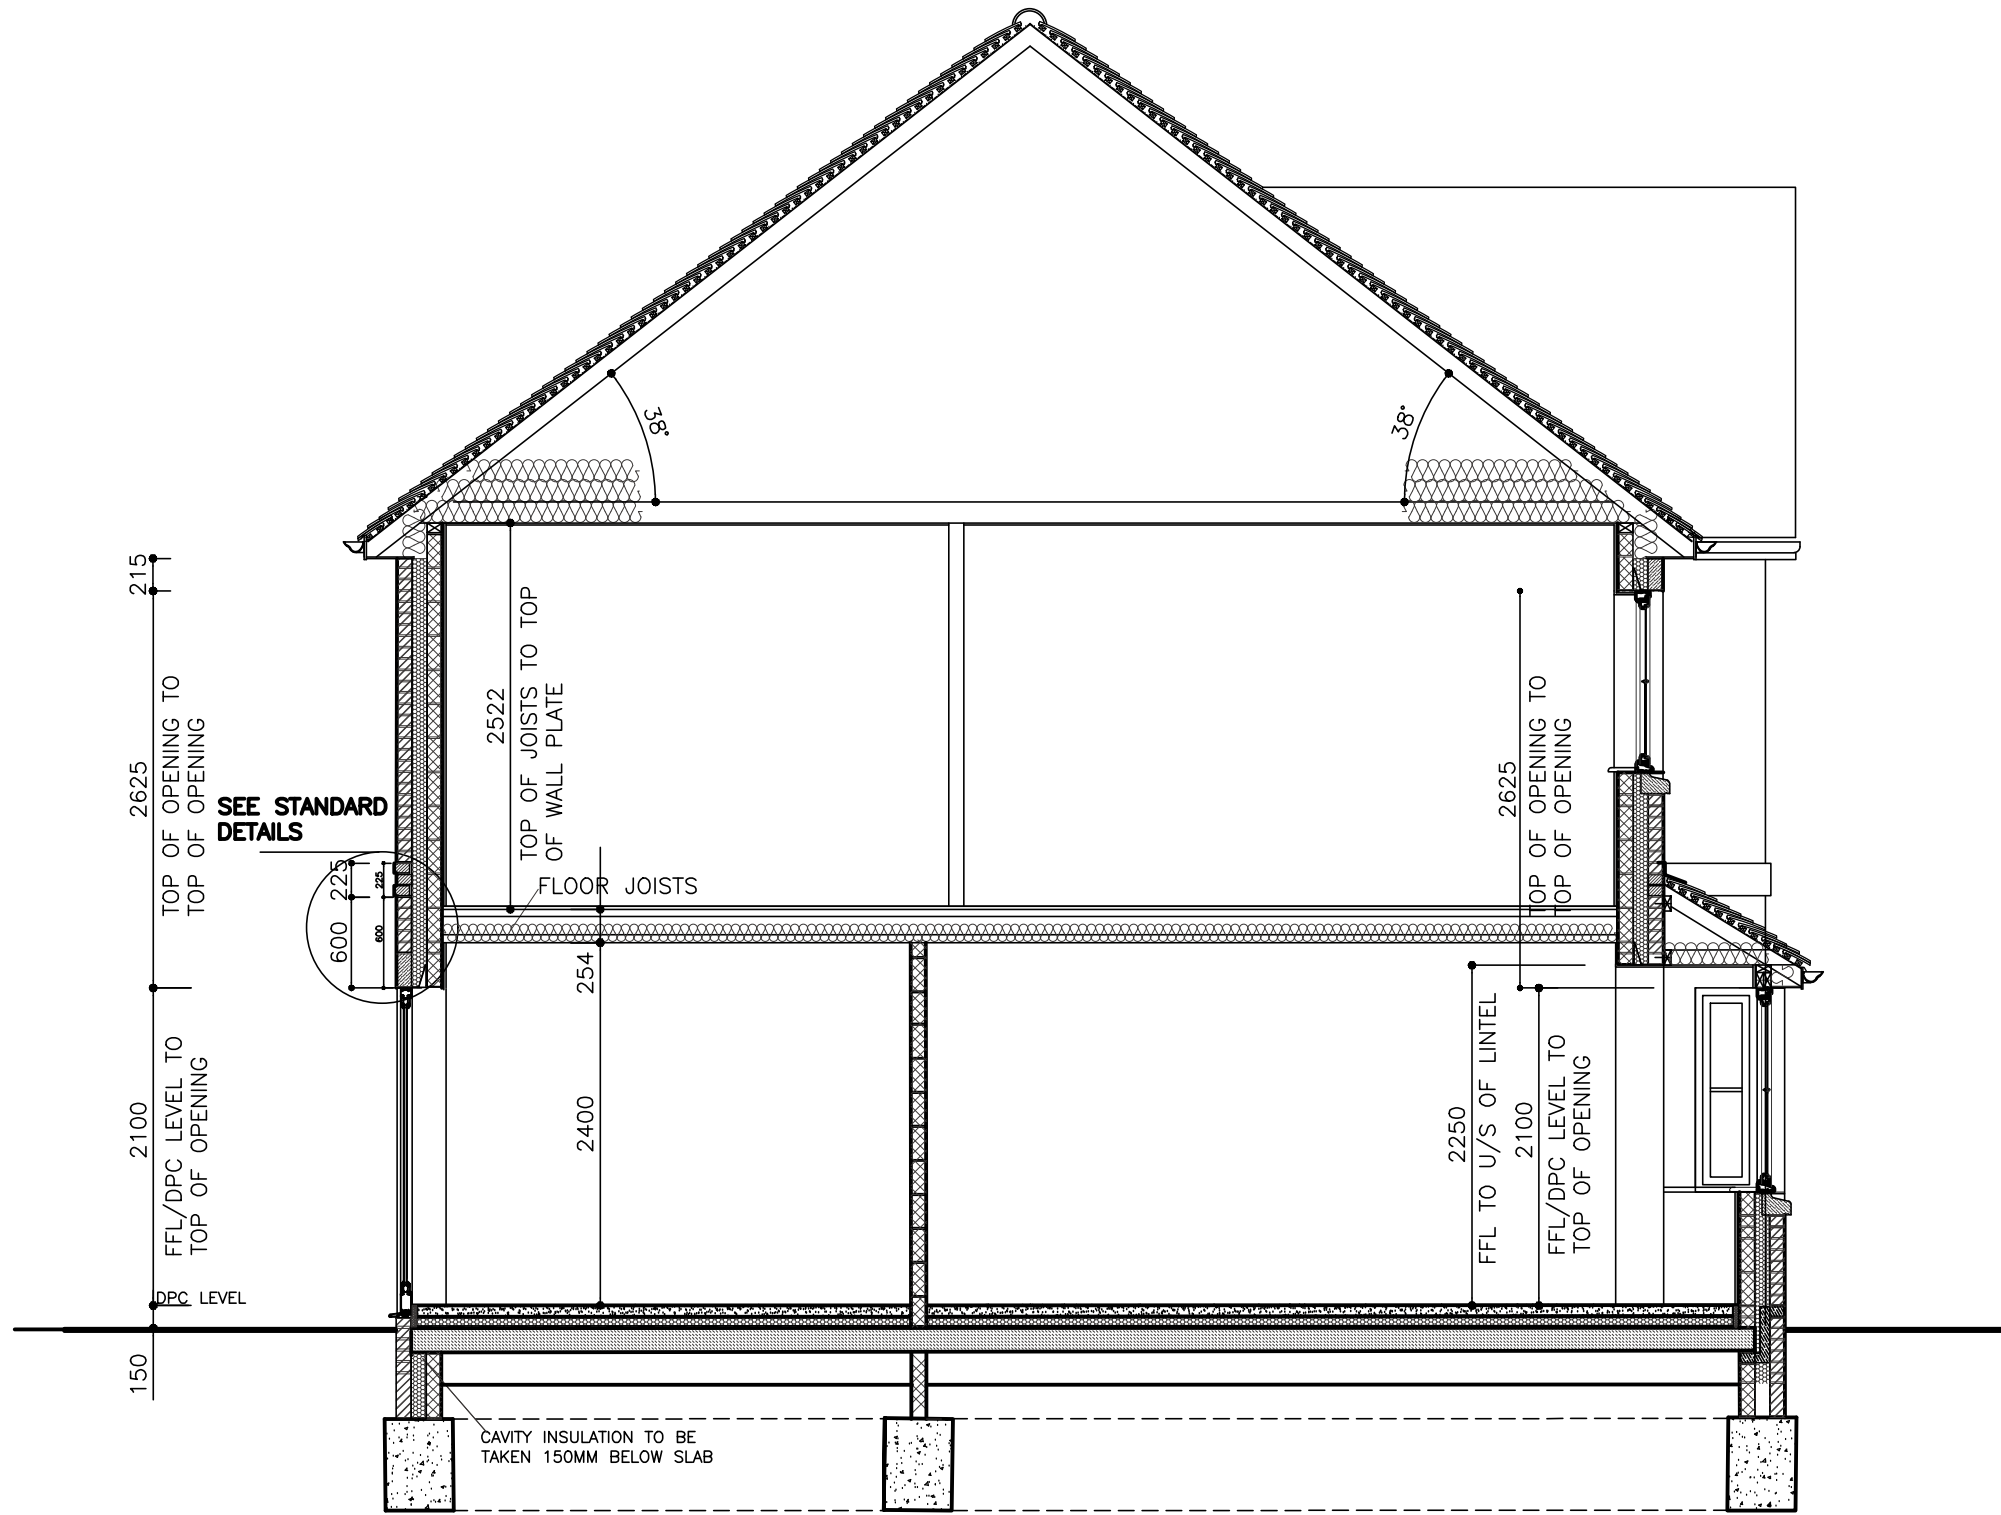 38°
38°
215
2625
TOP OF OPENING TO
TOP OF OPENING
SEE STANDARD
DETAILS
225
225
600
600
2522
TOP OF JOISTS TO TOP
OF WALL PLATE
FLOOR JOISTS
2625
TOP OF OPENING TO
TOP OF OPENING
254
2400
2100
FFL/DPC LEVEL TO
TOP OF OPENING
2250
FFL TO U/S OF LINTEL
2100
FFL/DPC LEVEL TO
TOP OF OPENING
DPC LEVEL
150
CAVITY INSULATION TO BE
TAKEN 150MM BELOW SLAB